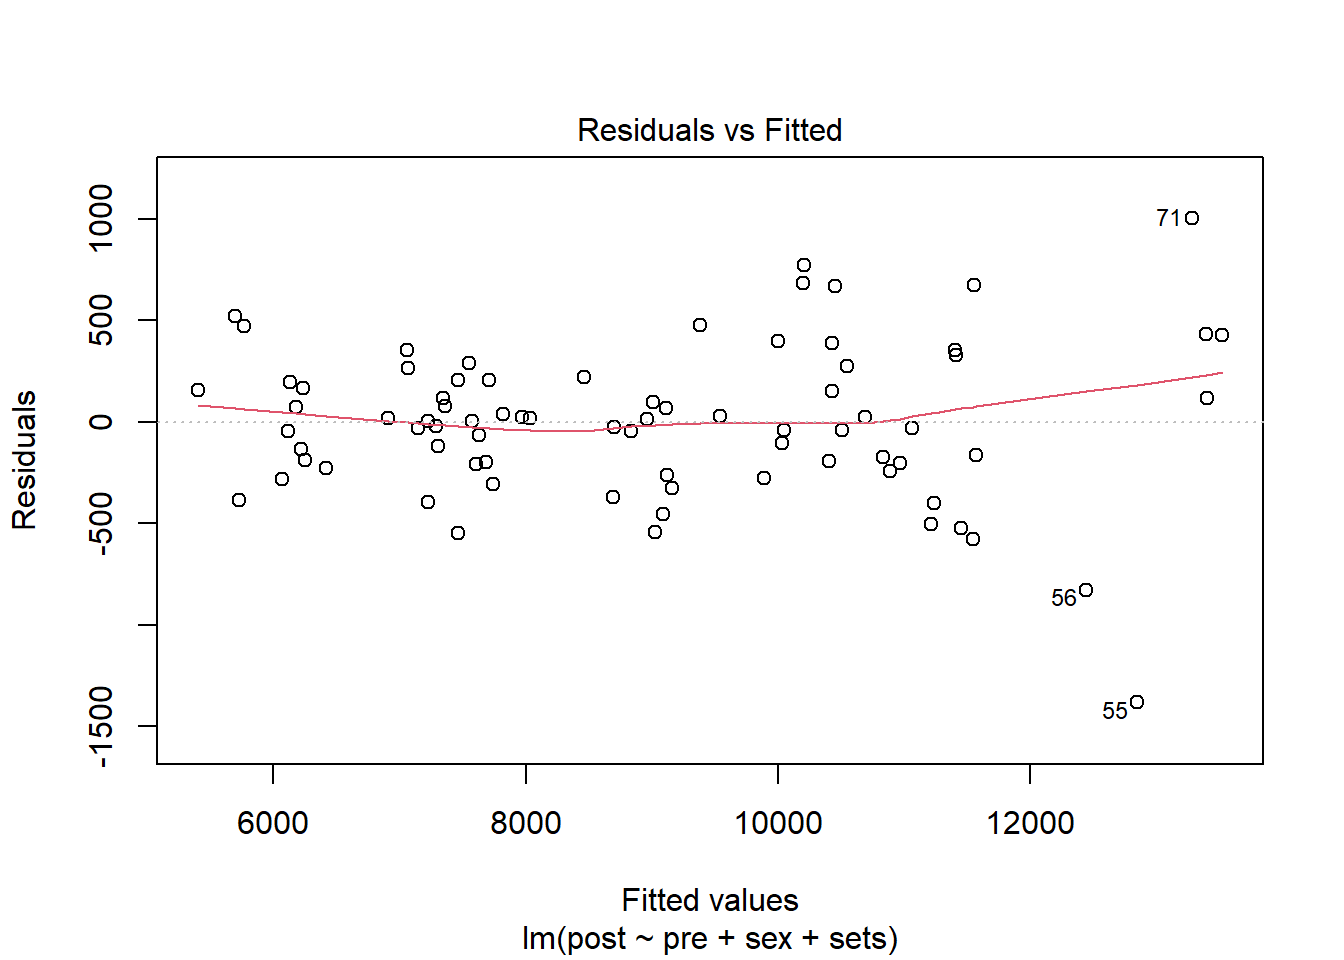 Residuals vs Fitted
1000
500
0
-500
-1500
Residuals
71
56
55
6000 8000 10000 12000
Fitted values
lm(post ~ pre + sex + sets)